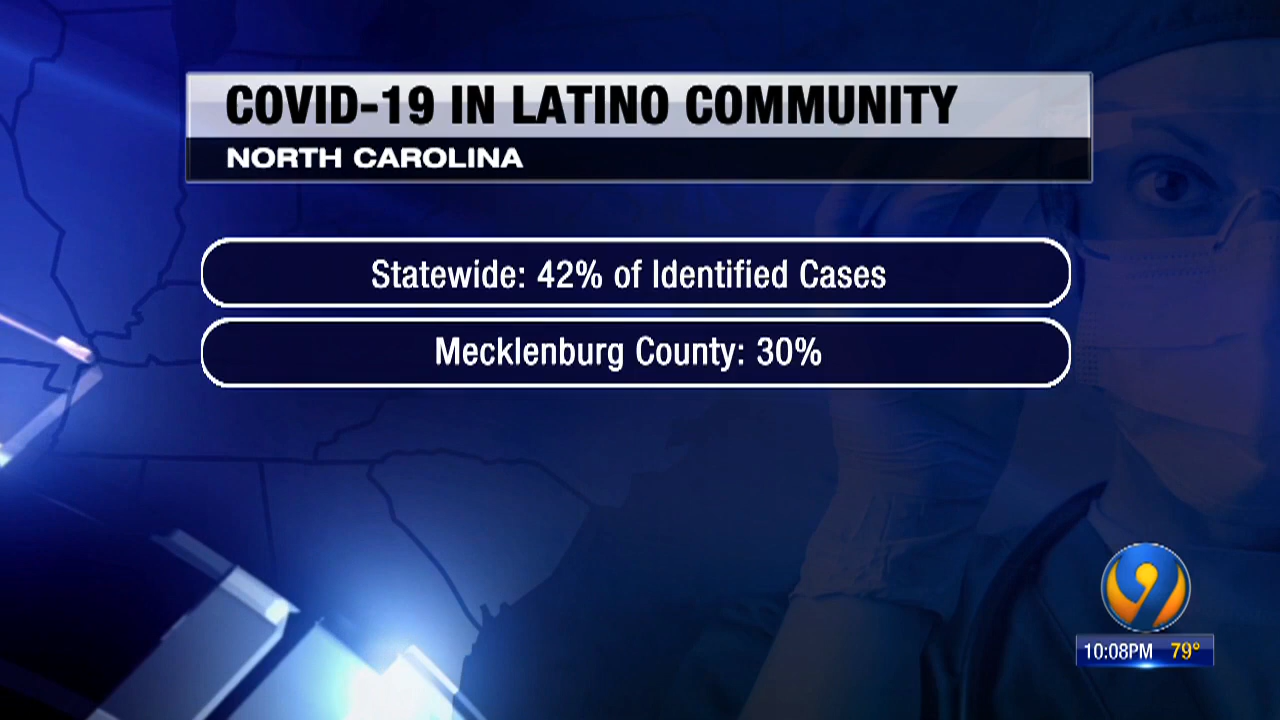 COVID-19 IN LATINO COMMUNITY
NORTH CAROLINA
Statewide: 42% of Identified Cases
Mecklenburg County: 30%
9
10:08PM 79°